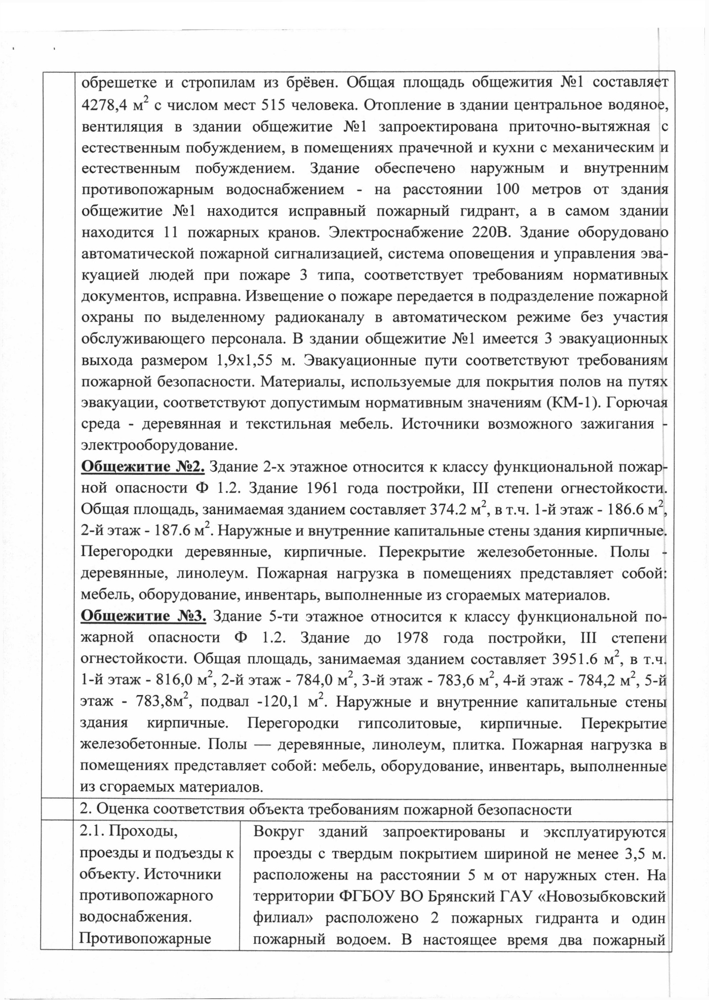 обрешетке и стропилам из брёвен. Общая площадь общежития №1 составляет
4278,4 м² с числом мест 515 человека. Отопление в здании центральное водяное,
вентиляция в здании общежитие №1 запроектирована приточно-вытяжная с
естественным побуждением, в помещениях прачечной и кухни с механическим и
естественным побуждением. Здание обеспечено наружным и внутренним
противопожарным водоснабжением - на расстоянии 100 метров от здания
общежитие №1 находится исправный пожарный гидрант, а в самом здании
находится 11 пожарных кранов. Электроснабжение 220В. Здание оборудовано
автоматической пожарной сигнализацией, система оповещения и управления эва-
куацией людей при пожаре 3 типа, соответствует требованиям нормативных
документов, исправна. Извещение о пожаре передается в подразделение пожарной
охраны по выделенному радиоканалу в автоматическом режиме без участия
обслуживающего персонала. В здании общежитие №1 имеется 3 эвакуационных
выхода размером 1,9х1,55 м. Эвакуационные пути соответствуют требованиям
пожарной безопасности. Материалы, используемые для покрытия полов на путях
эвакуации, соответствуют допустимым нормативным значениям (КМ-1). Горючая
среда - деревянная и текстильная мебель. Источники возможного зажигания -
электрооборудование.
Общежитие №2. Здание 2-х этажное относится к классу функциональной пожар-
ной опасности Ф 1.2. Здание 1961 года постройки, III степени огнестойкости.
Общая площадь, занимаемая зданием составляет 374.2 м², в т.ч. 1-й этаж - 186.6 м²,
2-й этаж - 187.6 м². Наружные и внутренние капитальные стены здания кирпичные.
Перегородки деревянные, кирпичные. Перекрытие железобетонные. Полы -
деревянные, линолеум. Пожарная нагрузка в помещениях представляет собой:
мебель, оборудование, инвентарь, выполненные из сгораемых материалов.
Общежитие №3. Здание 5-ти этажное относится к классу функциональной по-
жарной опасности Ф 1.2. Здание до 1978 года постройки, III степени
огнестойкости. Общая площадь, занимаемая зданием составляет 3951.6 м², в т.ч.
1-й этаж - 816,0 м², 2-й этаж - 784,0 м², 3-й этаж - 783,6 м², 4-й этаж - 784,2 м², 5-й
этаж - 783,8м², подвал -120,1 м². Наружные и внутренние капитальные стены
здания кирпичные. Перегородки гипсолитовые, кирпичные. Перекрытие
железобетонные. Полы — деревянные, линолеум, плитка. Пожарная нагрузка в
помещениях представляет собой: мебель, оборудование, инвентарь, выполненные
из сгораемых материалов.
2. Оценка соответствия объекта требованиям пожарной безопасности
2.1. Проходы,
проезды и подъезды к
объекту. Источники
противопожарного
водоснабжения.
Противопожарные
Вокруг зданий запроектированы и эксплуатируются
проезды с твердым покрытием шириной не менее 3,5 м.
расположены на расстоянии 5 м от наружных стен. На
территории ФГБОУ ВО Брянский ГАУ «Новозыбковский
филиал» расположено 2 пожарных гидранта и один
пожарный водоем. В настоящее время два пожарный